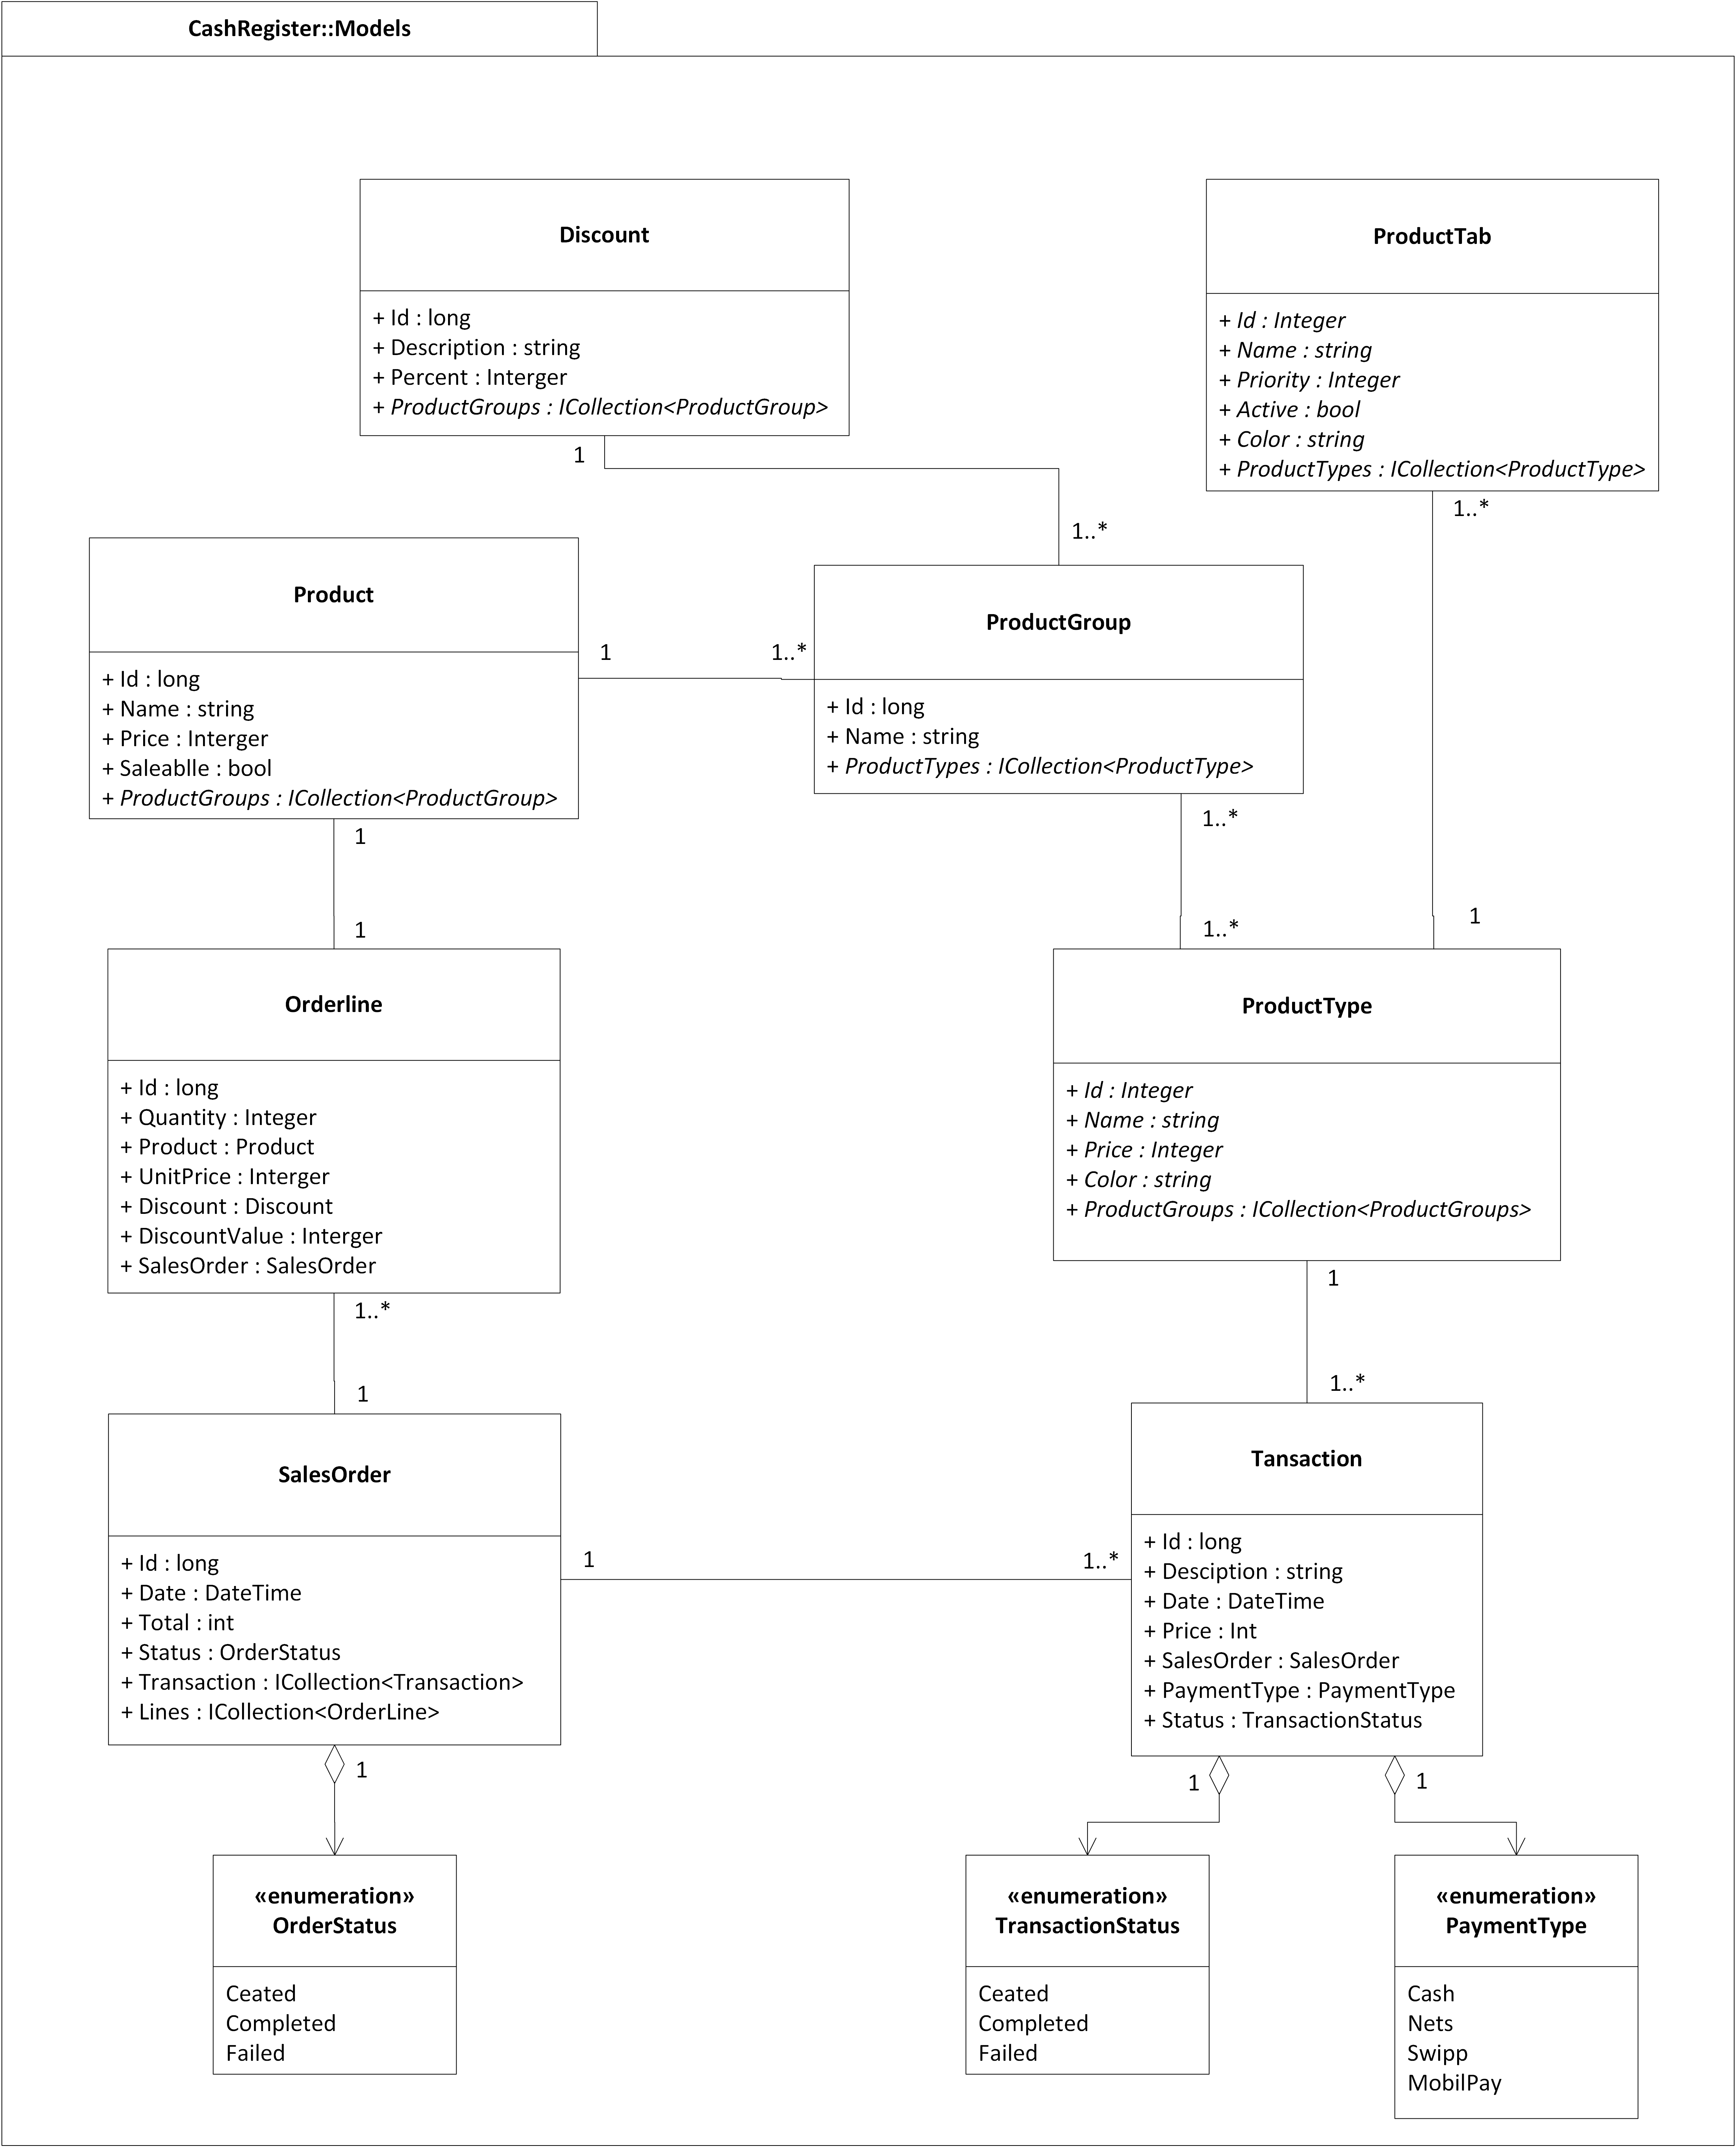 CashRegister::Models
Discount
+ Id : long
+ Description : string
+ Percent : Interger
+ ProductGroups : ICollection<ProductGroup>
1
1..*
ProductTab
+ Id : Integer
+ Name : string
+ Priority : Integer
+ Active : bool
+ Color : string
+ ProductTypes : ICollection<ProductType>
1..*
1
Product
+ Id : long
+ Name : string
+ Price : Interger
+ Saleablle : bool
+ ProductGroups : ICollection<ProductGroup>
1
1..*
ProductGroup
+ Id : long
+ Name : string
+ ProductTypes : ICollection<ProductType>
1..*
1..*
1
1
Orderline
+ Id : long
+ Quantity : Integer
+ Product : Product
+ UnitPrice : Interger
+ Discount : Discount
+ DiscountValue : Interger
+ SalesOrder : SalesOrder
1..*
1
ProductType
+ Id : Integer
+ Name : string
+ Price : Integer
+ Color : string
+ ProductGroups : ICollection<ProductGroups>
1
1..*
SalesOrder
+ Id : long
+ Date : DateTime
+ Total : int
+ Status : OrderStatus
+ Transaction : ICollection<Transaction>
+ Lines : ICollection<OrderLine>
1
1..*
Tansaction
+ Id : long
+ Desciption : string
+ Date : DateTime
+ Price : Int
+ SalesOrder : SalesOrder
+ PaymentType : PaymentType
+ Status : TransactionStatus
1
1
1
«enumeration»
OrderStatus
Ceated
Completed
Failed
«enumeration»
TransactionStatus
Ceated
Completed
Failed
«enumeration»
PaymentType
Cash
Nets
Swipp
MobilPay